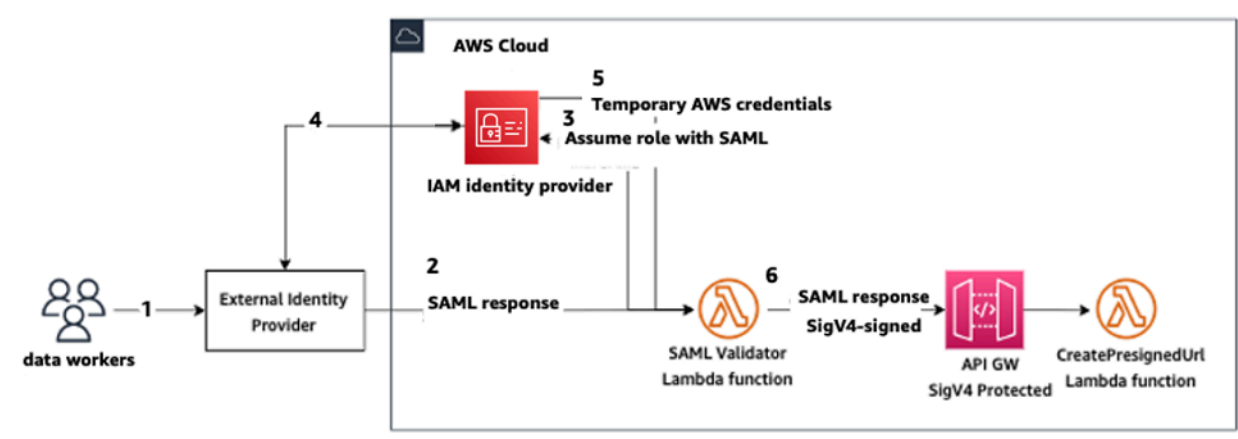 AWS Cloud
5
Temporary AWS credentials
3
Assume role with SAML
4
IAM identity provider
1
data workers
External Identity
Provider
2
SAML response
SAML Validator
Lambda function
6
SAML response
SigV4-signed
API GW
SigV4 Protected
CreatePresignedUrl
Lambda function